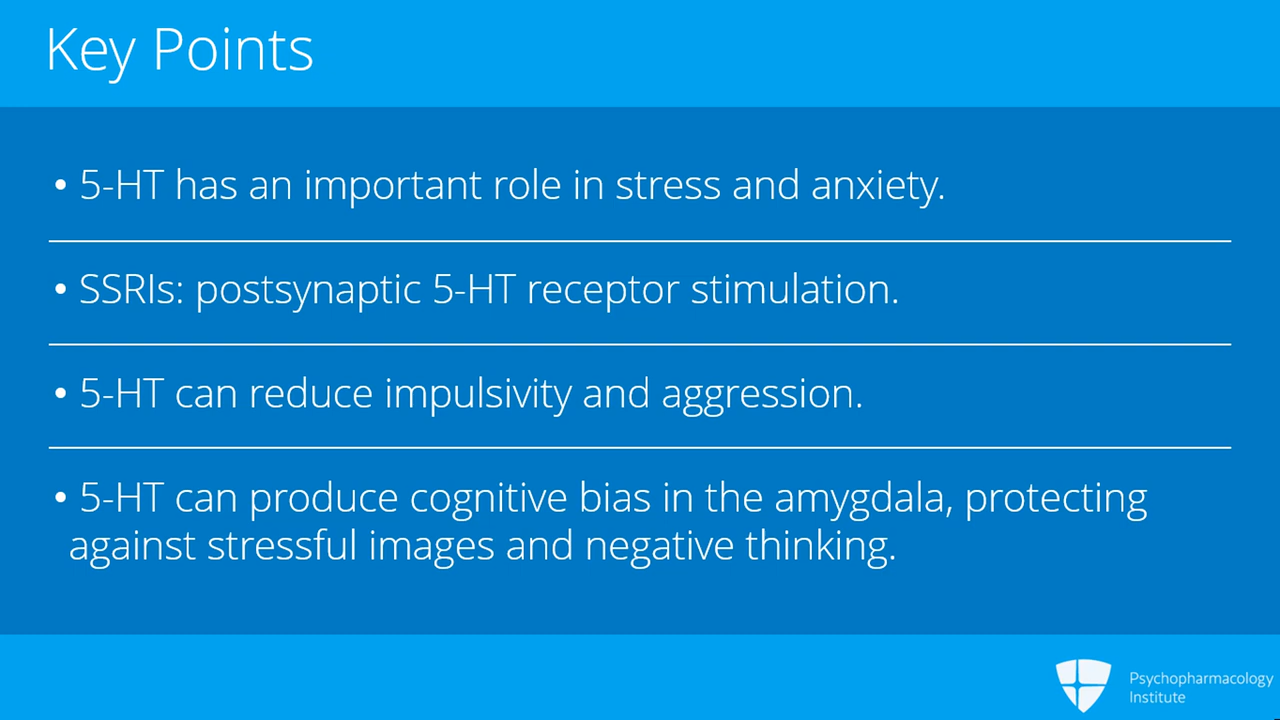 Key Points
• 5-HT has an important role in stress and anxiety.
• SSRIs: postsynaptic 5-HT receptor stimulation.
• 5-HT can reduce impulsivity and aggression.
• 5-HT can produce cognitive bias in the amygdala, protecting
against stressful images and negative thinking.
Psychopharmacology
Institute